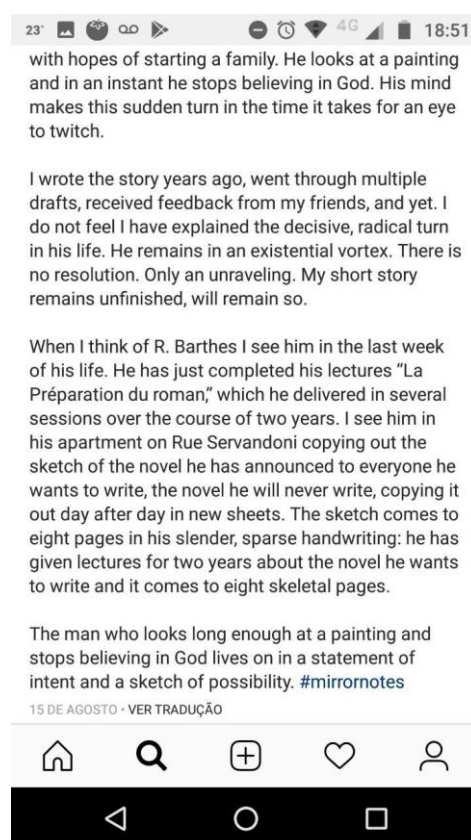 23°
4G
18:51
with hopes of starting a family. He looks at a painting
and in an instant he stops believing in God. His mind
makes this sudden turn in the time it takes for an eye
to twitch.
I wrote the story years ago, went through multiple
drafts, received feedback from my friends, and yet. I
do not feel I have explained the decisive, radical turn
in his life. He remains in an existential vortex. There is
no resolution. Only an unraveling. My short story
remains unfinished, will remain so.
When I think of R. Barthes I see him in the last week
of his life. He has just completed his lectures “La
Préparation du roman,” which he delivered in several
sessions over the course of two years. I see him in
his apartment on Rue Servandoni copying out the
sketch of the novel he has announced to everyone he
wants to write, the novel he will never write, copying it
out day after day in new sheets. The sketch comes to
eight pages in his slender, sparse handwriting: he has
given lectures for two years about the novel he wants
to write and it comes to eight skeletal pages.
The man who looks long enough at a painting and
stops believing in God lives on in a statement of
intent and a sketch of possibility. #mirrornotes
15 DE AGOSTO • VER TRADUÇÃO